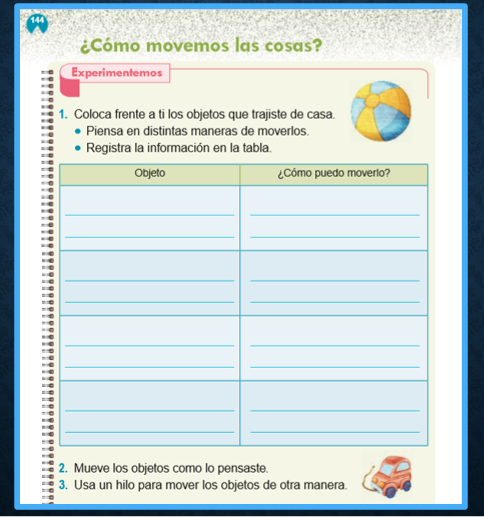 144
¿Cómo movemos las cosas?
Experimentemos
1. Coloca frente a ti los objetos que trajiste de casa.
• Piensa en distintas maneras de moverlos.
• Registra la información en la tabla.
Objeto
¿Cómo puedo moverlo?
2. Mueve los objetos como lo pensaste.
3. Usa un hilo para mover los objetos de otra manera.